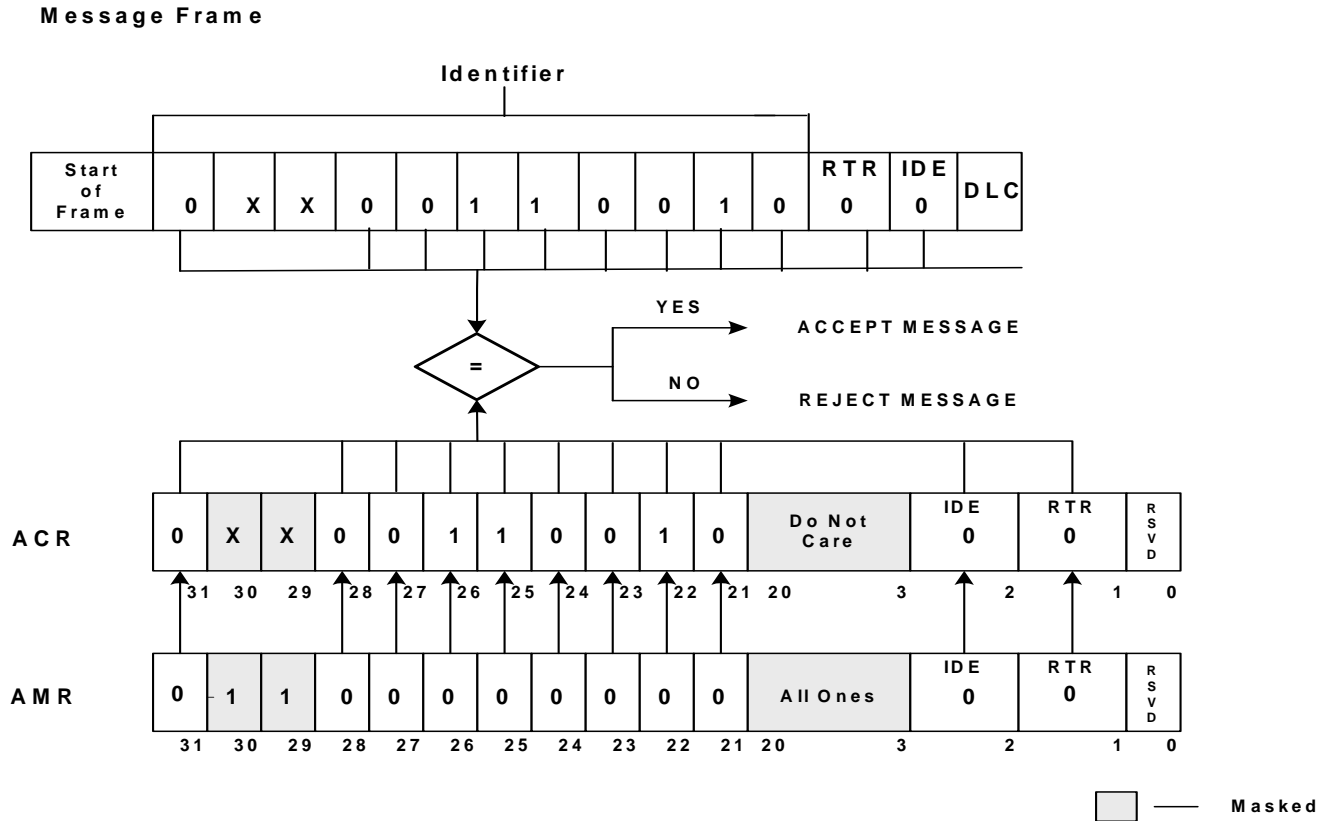 Message Frame
Identifier
Start of Frame 0 X X 0 0 1 1 0 0 1 0 RTR 0 IDE 0 DLC
YES
ACCEPT MESSAGE
=
NO
REJECT MESSAGE
ACR 0 X X 0 0 1 1 0 0 1 0 Do Not Care IDE 0 RTR 0 RSVD
31 30 29 28 27 26 25 24 23 22 21 20 3 2 1 0
AMR 0 1 1 0 0 0 0 0 0 0 0 All Ones IDE 0 RTR 0 RSVD
31 30 29 28 27 26 25 24 23 22 21 20 3 2 1 0
Masked